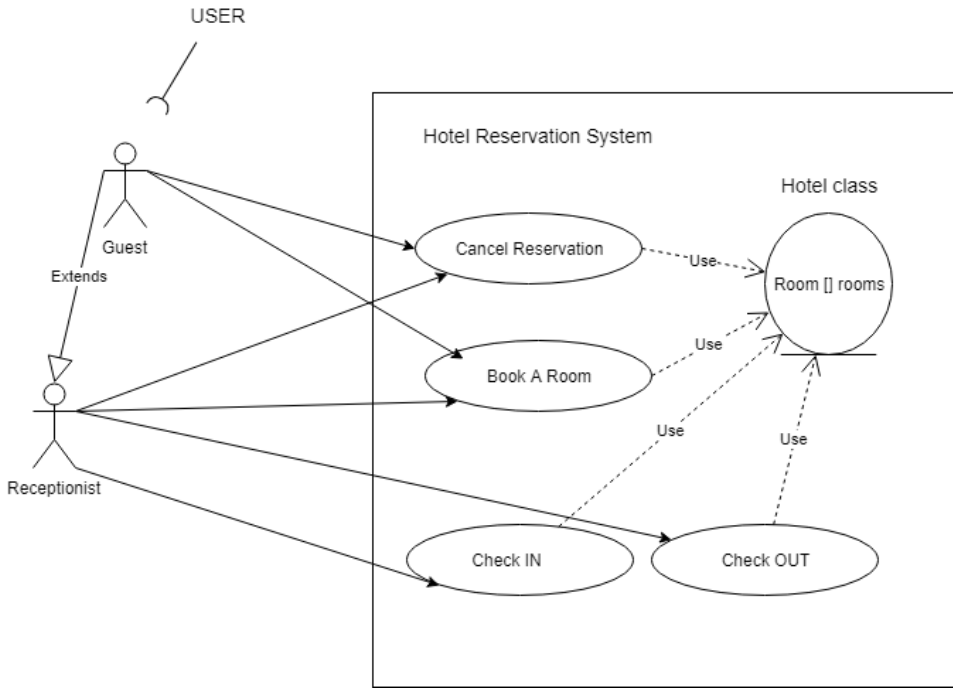 USER
Hotel Reservation System
Hotel class
Guest
Cancel Reservation
Use
Room [] rooms
Extends
Use
Book A Room
Use
Use
Receptionist
Check IN
Check OUT